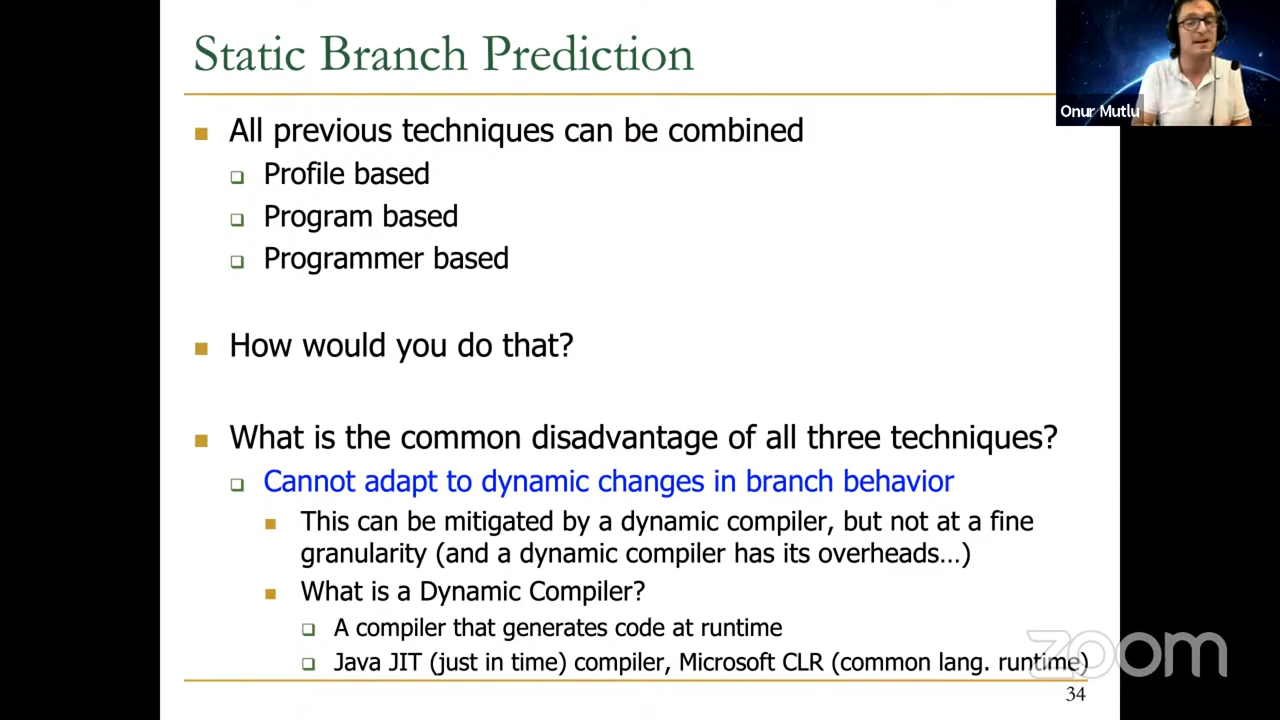 Static Branch Prediction
Onur Mutlu
All previous techniques can be combined
Profile based
Program based
Programmer based
How would you do that?
What is the common disadvantage of all three techniques?
Cannot adapt to dynamic changes in branch behavior
This can be mitigated by a dynamic compiler, but not at a fine
granularity (and a dynamic compiler has its overheads…)
What is a Dynamic Compiler?
A compiler that generates code at runtime
Java JIT (just in time) compiler, Microsoft CLR (common lang. runtime)
zoom
34